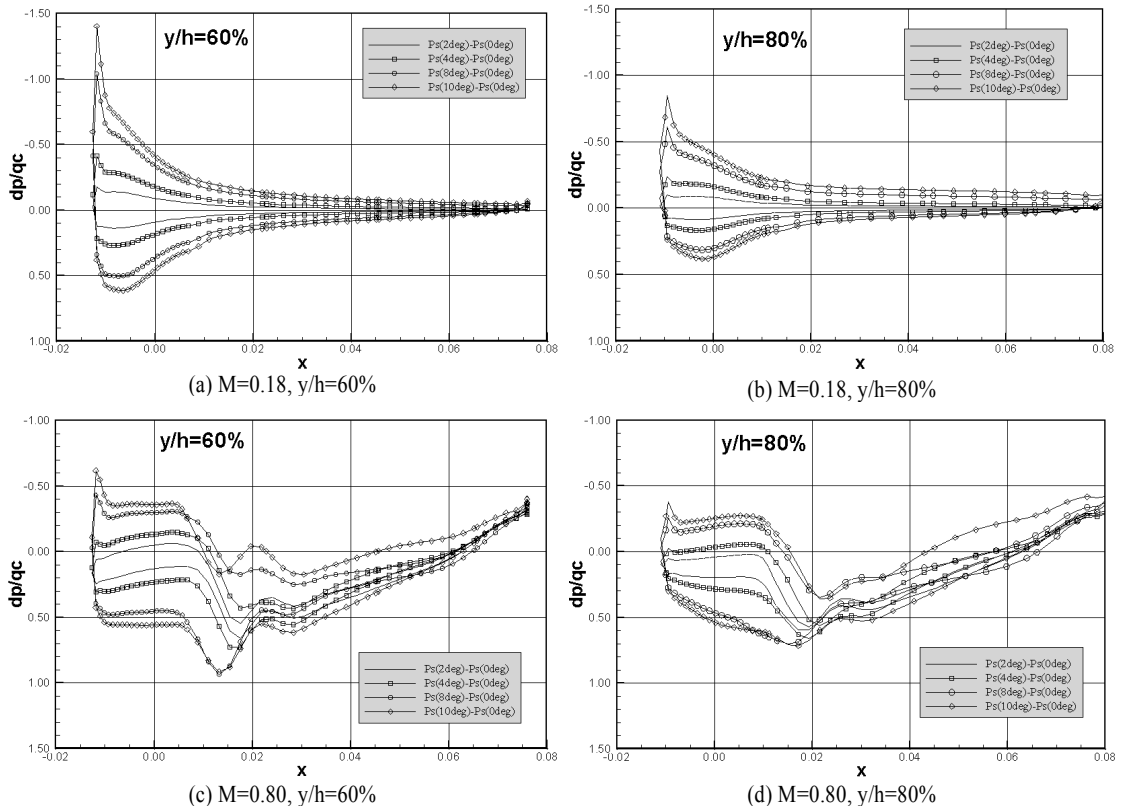 y/h=60%
Ps(2deg)-Ps(0deg)
Ps(4deg)-Ps(0deg)
Ps(8deg)-Ps(0deg)
Ps(10deg)-Ps(0deg)
dp/qc
-1.50
-1.00
-0.50
0.00
0.50
1.00
-0.02 0.00 0.02 0.04 0.06 0.08
x
(a) M=0.18, y/h=60%
y/h=80%
Ps(2deg)-Ps(0deg)
Ps(4deg)-Ps(0deg)
Ps(8deg)-Ps(0deg)
Ps(10deg)-Ps(0deg)
dp/qc
-1.50
-1.00
-0.50
0.00
0.50
1.00
-0.02 0.00 0.02 0.04 0.06 0.08
x
(b) M=0.18, y/h=80%
y/h=60%
dp/qc
-1.00
-0.50
0.00
0.50
1.00
1.50
Ps(2deg)-Ps(0deg)
Ps(4deg)-Ps(0deg)
Ps(8deg)-Ps(0deg)
Ps(10deg)-Ps(0deg)
-0.02 0.00 0.02 0.04 0.06 0.08
x
(c) M=0.80, y/h=60%
y/h=80%
dp/qc
-1.00
-0.50
0.00
0.50
1.00
1.50
Ps(2deg)-Ps(0deg)
Ps(4deg)-Ps(0deg)
Ps(8deg)-Ps(0deg)
Ps(10deg)-Ps(0deg)
-0.02 0.00 0.02 0.04 0.06 0.08
x
(d) M=0.80, y/h=80%